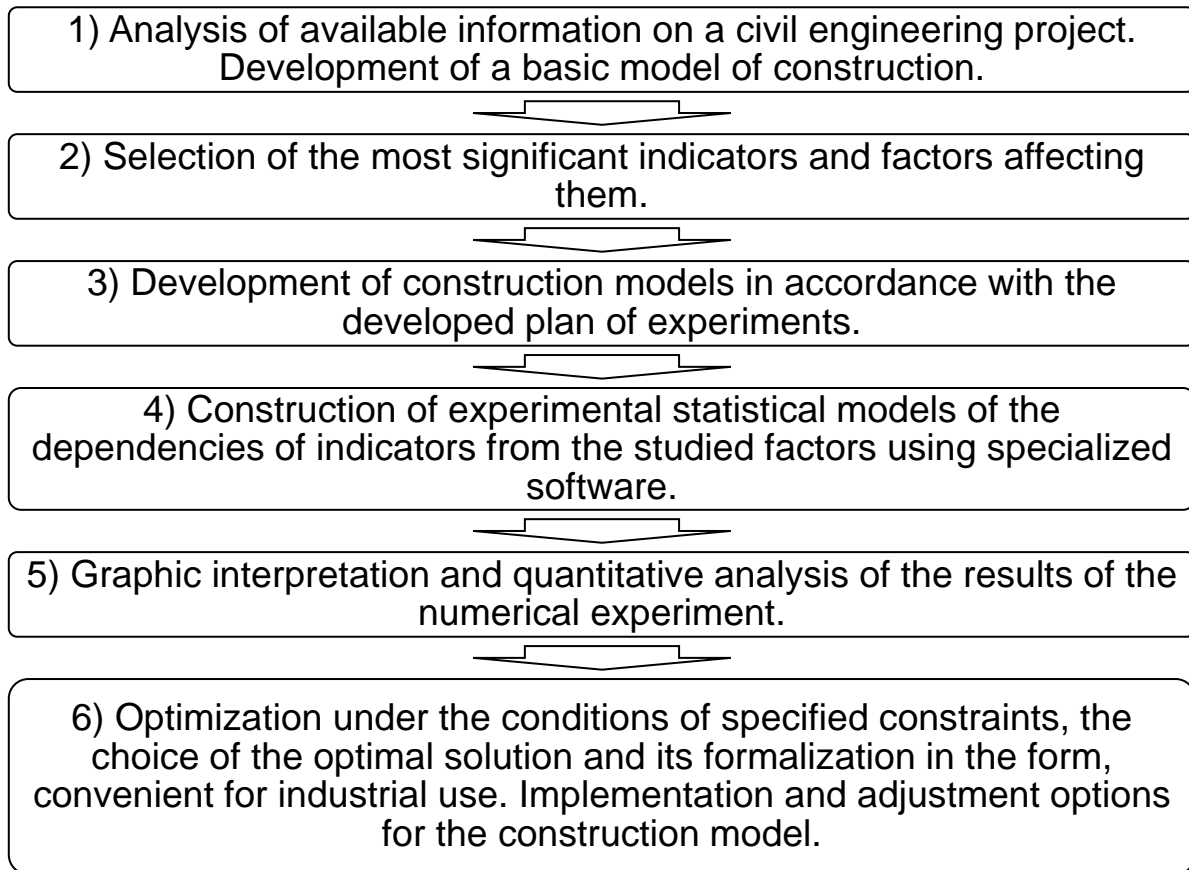 1) Analysis of available information on a civil engineering project.
Development of a basic model of construction.
2) Selection of the most significant indicators and factors affecting
them.
3) Development of construction models in accordance with the
developed plan of experiments.
4) Construction of experimental statistical models of the
dependencies of indicators from the studied factors using specialized
software.
5) Graphic interpretation and quantitative analysis of the results of the
numerical experiment.
6) Optimization under the conditions of specified constraints, the
choice of the optimal solution and its formalization in the form,
convenient for industrial use. Implementation and adjustment options
for the construction model.